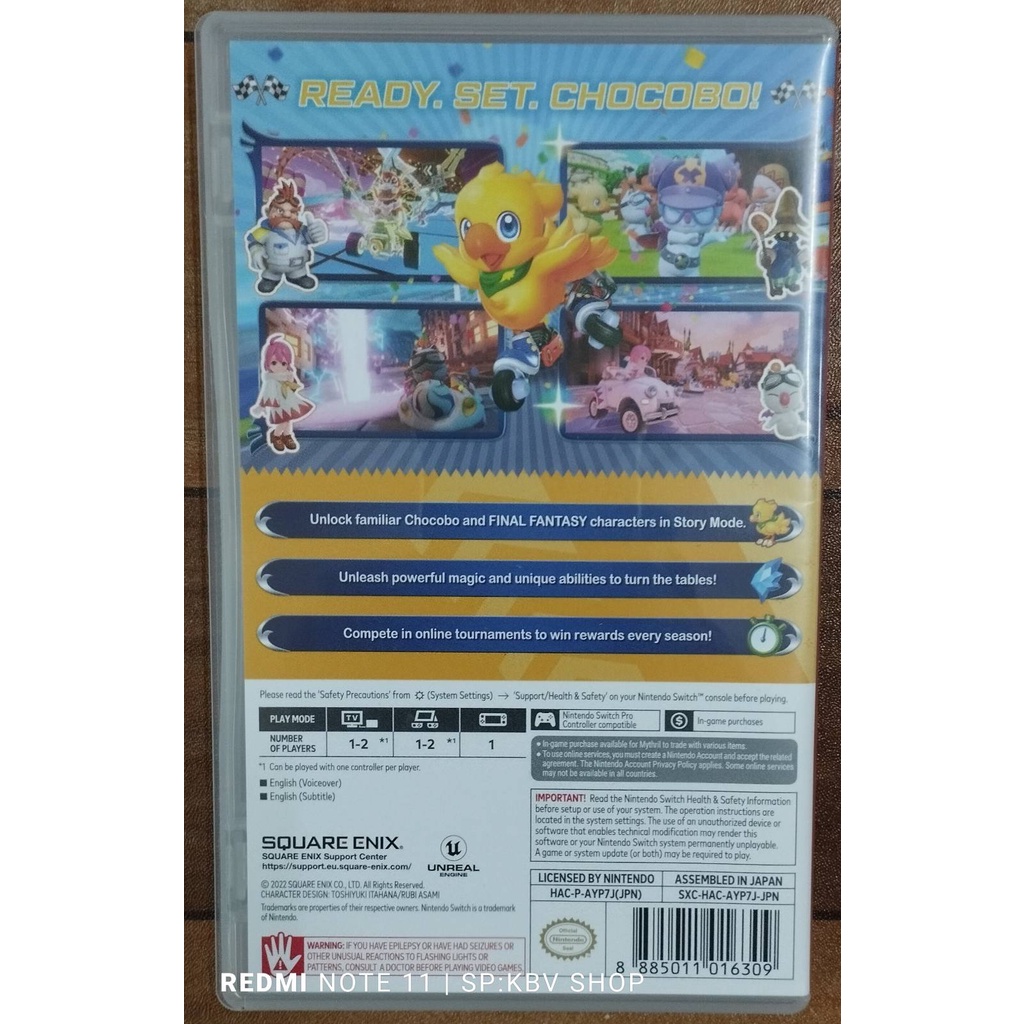 READY. SET. CHOCOBO!
Unlock familiar Chocobo and FINAL FANTASY characters in Story Mode.
Unleash powerful magic and unique abilities to turn the tables!
Compete in online tournaments to win rewards every season!
Please read the 'Safety Precautions' from (System Settings) → 'Support/Health & Safety' on your Nintendo Switch™ console before playing.
PLAY MODE
TV
NUMBER OF PLAYERS
1-2 *1
1-2 *1
1
*1 Can be played with one controller per player.
■ English (Voiceover)
■ English (Subtitle)
Nintendo Switch Pro
Controller compatible
In-game purchases
● In-game purchase available for Mythril to trade with various items.
● To use online services, you must create a Nintendo Account and accept the related
agreement. The Nintendo Account Privacy Policy applies. Some online services
may not be available in all countries.
IMPORTANT! Read the Nintendo Switch Health & Safety Information
before setup or use of your system. The operation instructions are
located in the system settings. The use of an unauthorized device or
software that enables technical modification may render this
software or your Nintendo Switch system permanently unplayable.
A game or system update (or both) may be required to play.
SQUARE ENIX®
SQUARE ENIX Support Center
https://support.eu.square-enix.com/
UNREAL
ENGINE
© 2022 SQUARE ENIX CO., LTD. All Rights Reserved.
CHARACTER DESIGN: TOSHIYUKI ITAHANA/RUBI ASAMI
Trademarks are properties of their respective owners. Nintendo Switch is a trademark
of Nintendo.
LICENSED BY NINTENDO
ASSEMBLED IN JAPAN
HAC-P-AYP7J(JPN)
SXC-HAC-AYP7J-JPN
Official
Nintendo
Seal
8 885011 016309
WARNING: IF YOU HAVE EPILEPSY OR HAVE HAD SEIZURES OR
OTHER UNUSUAL REACTIONS TO FLASHING LIGHTS OR
PATTERNS, CONSULT A DOCTOR BEFORE PLAYING VIDEO GAMES.
REDMI NOTE 11 | SP:KBV SHOP